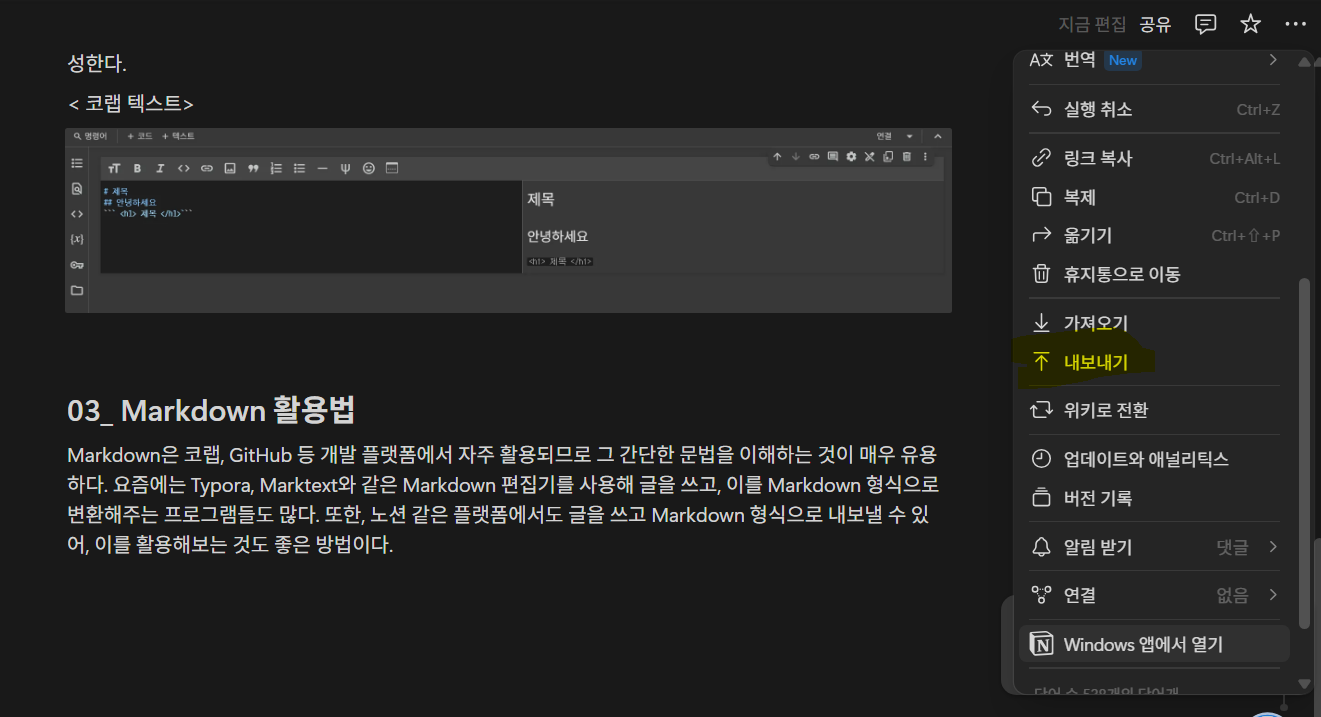 지금 편집 공유
성한다.
< 코랩 텍스트>
명령어 + 코드 + 텍스트 연결
# 제목
## 안녕하세요
``` <h1> 제목 </h1>```
제목
안녕하세요
<h1> 제목 </h1>
03_ Markdown 활용법
Markdown은 코랩, GitHub 등 개발 플랫폼에서 자주 활용되므로 그 간단한 문법을 이해하는 것이 매우 유용
하다. 요즘에는 Typora, Marktext와 같은 Markdown 편집기를 사용해 글을 쓰고, 이를 Markdown 형식으로
변환해주는 프로그램들도 많다. 또한, 노션 같은 플랫폼에서도 글을 쓰고 Markdown 형식으로 내보낼 수 있
어, 이를 활용해보는 것도 좋은 방법이다.
번역 New
실행 취소 Ctrl+Z
링크 복사 Ctrl+Alt+L
복제 Ctrl+D
옮기기 Ctrl+⇧+P
휴지통으로 이동
가져오기
내보내기
위키로 전환
업데이트와 애널리틱스
버전 기록
알림 받기 댓글
연결 없음
Windows 앱에서 열기
단어 수 538개의 단어개